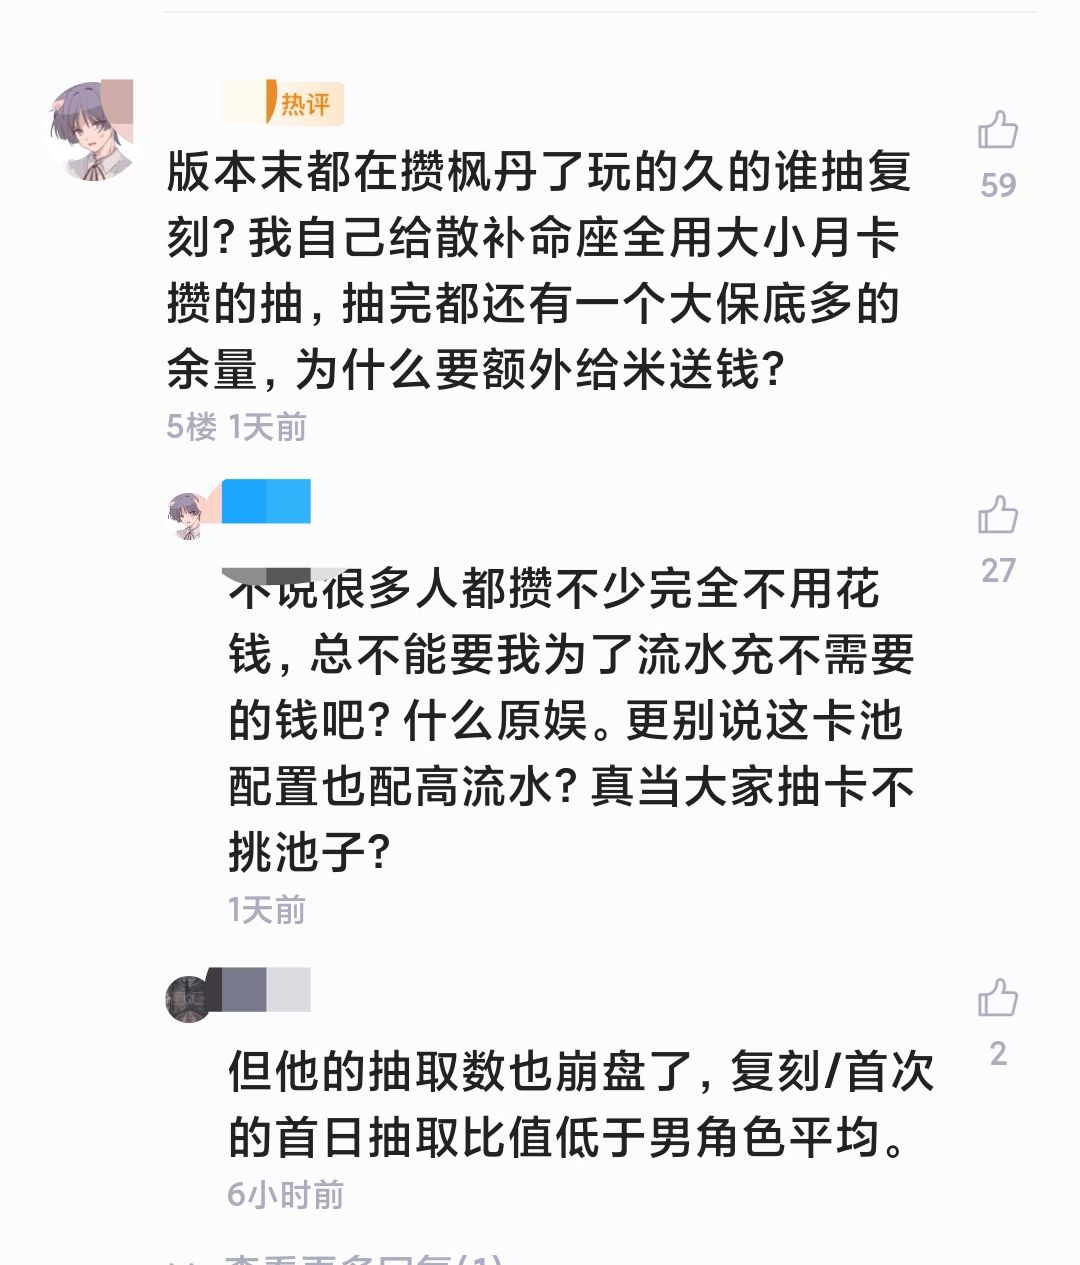 热评
59
版本末都在攒枫丹了玩的久的谁抽复
刻？我自己给散补命座全用大小月卡
攒的抽，抽完都还有一个大保底多的
余量，为什么要额外给米送钱？
5楼 1天前
27
不说很多人都攒不少完全不用花
钱，总不能要我为了流水充不需要
的钱吧？什么原娱。更别说这卡池
配置也配高流水？真当大家抽卡不
挑池子？
1天前
2
但他的抽取数也崩盘了，复刻/首次
的首日抽取比值低于男角色平均。
6小时前
查看更多回复(1)